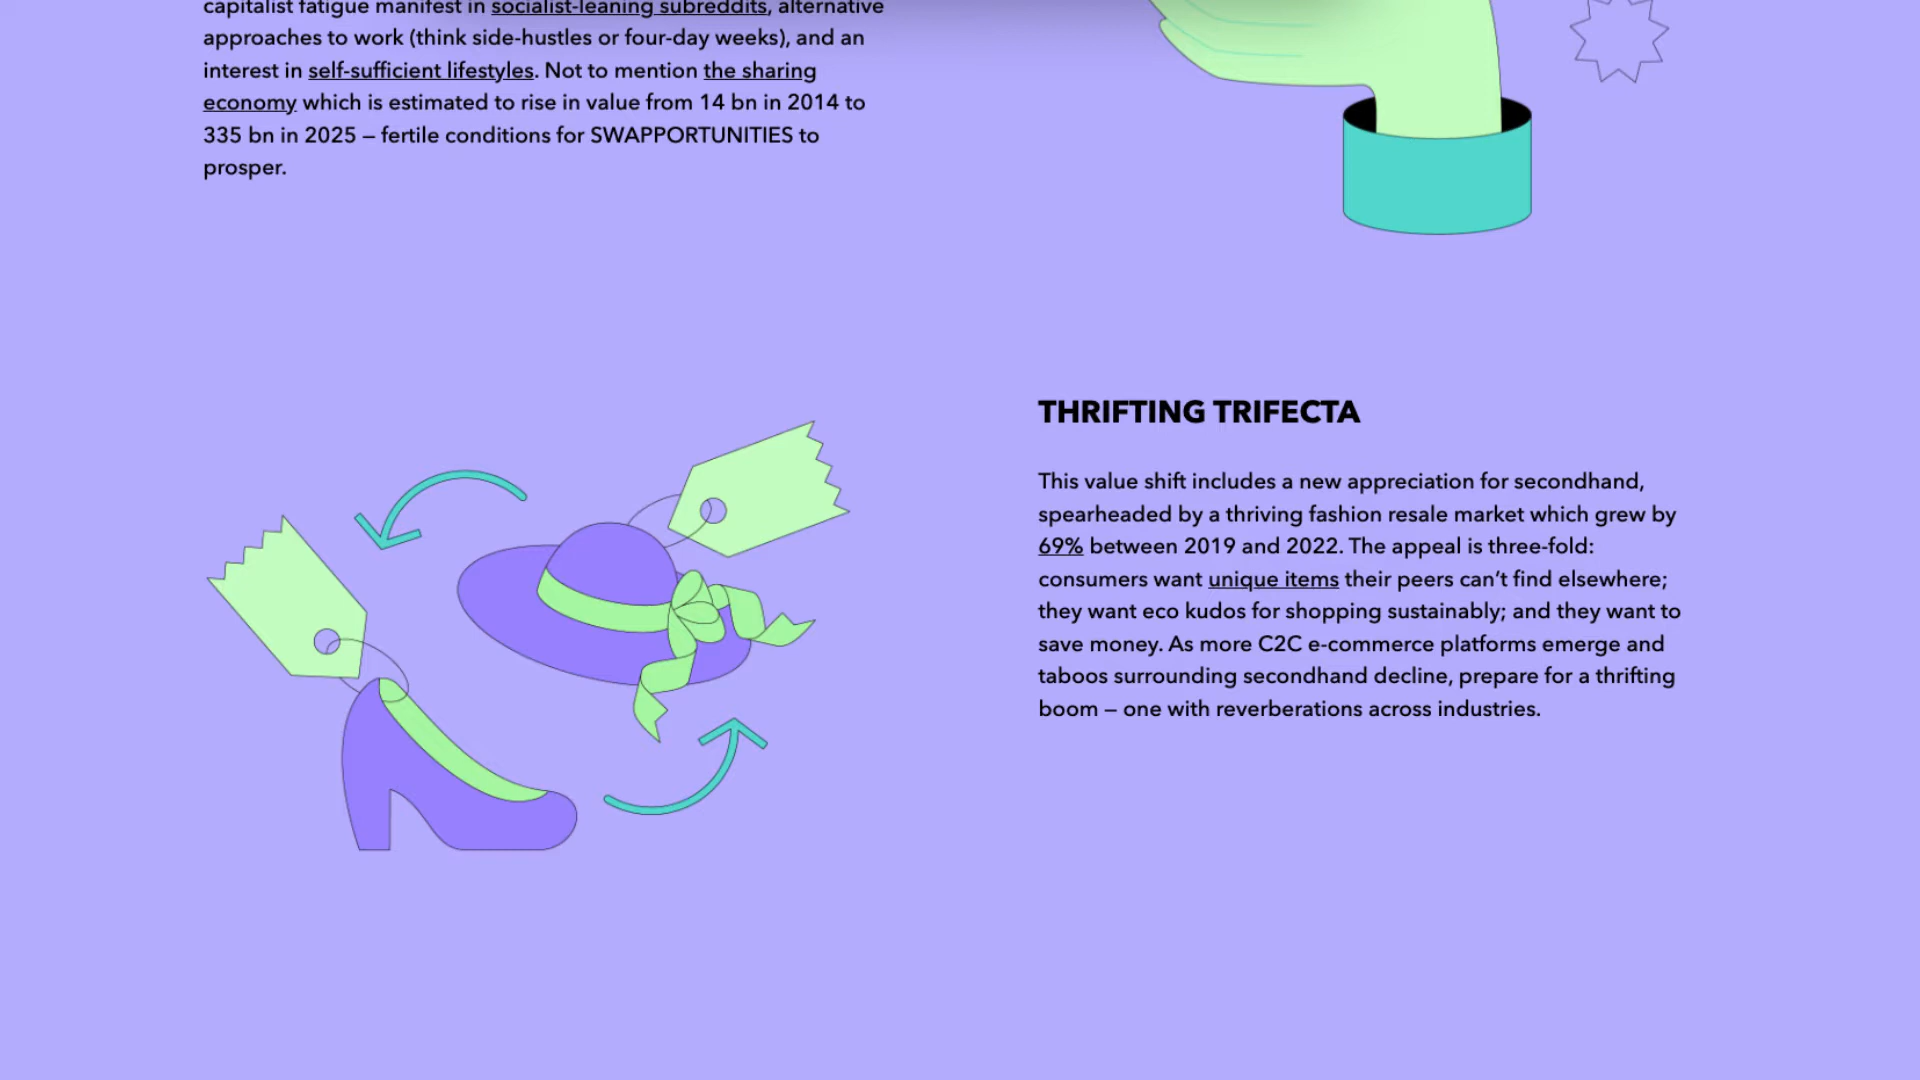 capitalist fatigue manifest in socialist-leaning subreddits, alternative
approaches to work (think side-hustles or four-day weeks), and an
interest in self-sufficient lifestyles. Not to mention the sharing
economy which is estimated to rise in value from 14 bn in 2014 to
335 bn in 2025 – fertile conditions for SWAPPORTUNITIES to
prosper.
THRIFTING TRIFECTA
This value shift includes a new appreciation for secondhand,
spearheaded by a thriving fashion resale market which grew by
69% between 2019 and 2022. The appeal is three-fold:
consumers want unique items their peers can’t find elsewhere;
they want eco kudos for shopping sustainably; and they want to
save money. As more C2C e-commerce platforms emerge and
taboos surrounding secondhand decline, prepare for a thrifting
boom – one with reverberations across industries.